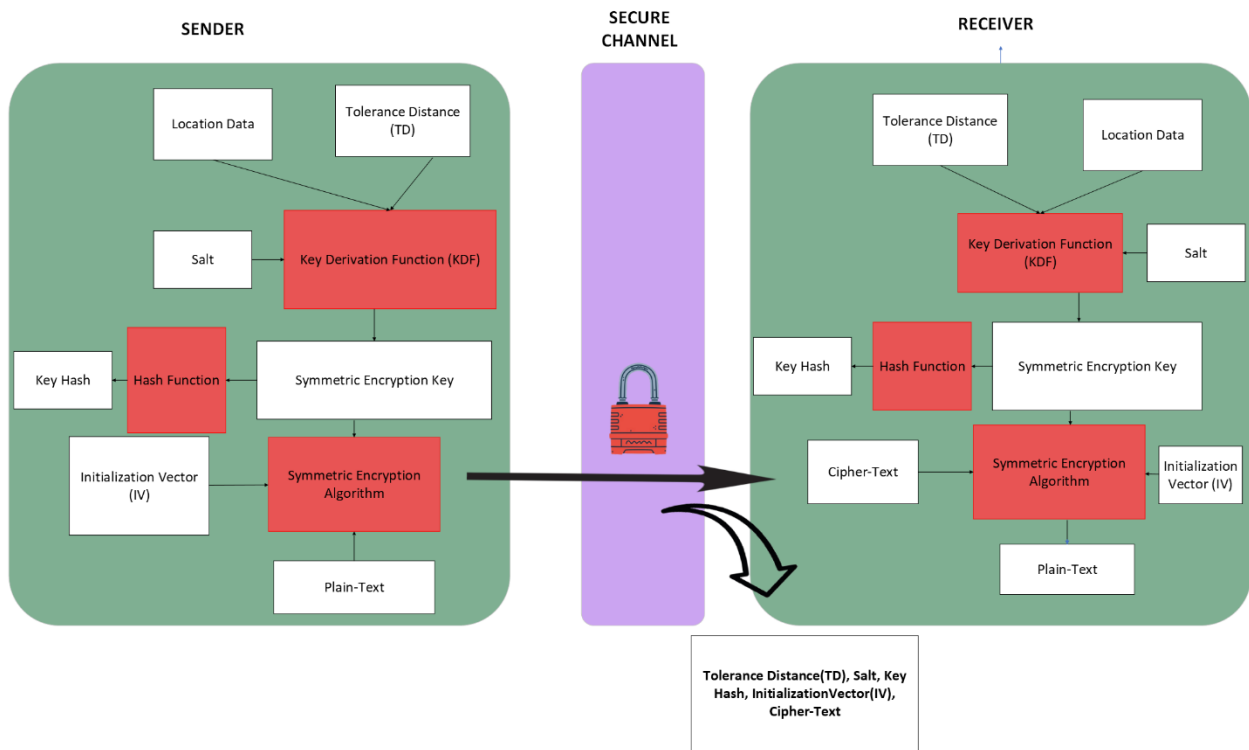 SENDER
SECURE
CHANNEL
RECEIVER
Location Data
Tolerance Distance
(TD)
Salt
Key Derivation Function (KDF)
Key Hash
Hash Function
Symmetric Encryption Key
Initialization Vector
(IV)
Symmetric Encryption
Algorithm
Plain-Text
Tolerance Distance
(TD)
Location Data
Key Derivation Function
(KDF)
Salt
Key Hash
Hash Function
Symmetric Encryption Key
Cipher-Text
Symmetric Encryption
Algorithm
Initialization
Vector (IV)
Plain-Text
Tolerance Distance(TD), Salt, Key
Hash, InitializationVector(IV),
Cipher-Text